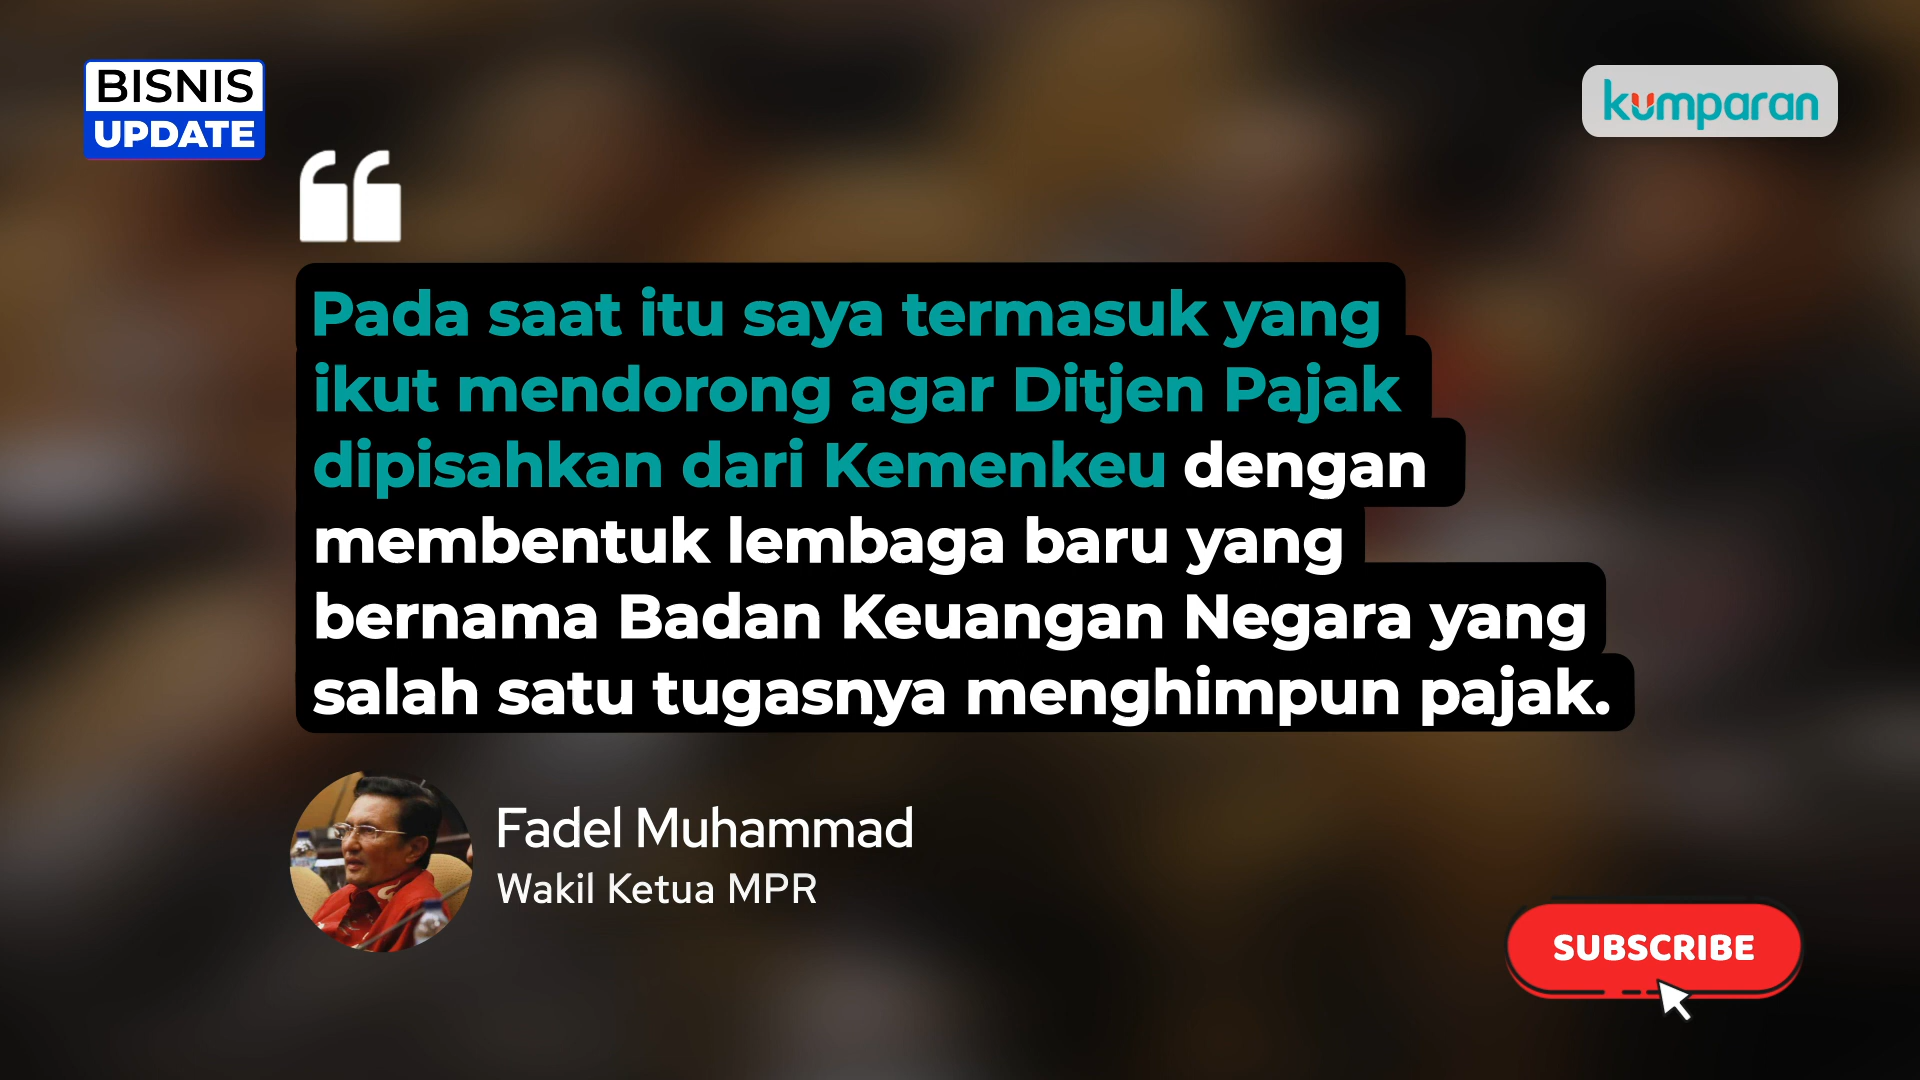 BISNIS
UPDATE
kumparan
“
Pada saat itu saya termasuk yang
ikut mendorong agar Ditjen Pajak
dipisahkan dari Kemenkeu dengan
membentuk lembaga baru yang
bernama Badan Keuangan Negara yang
salah satu tugasnya menghimpun pajak.
Fadel Muhammad
Wakil Ketua MPR
SUBSCRIBE